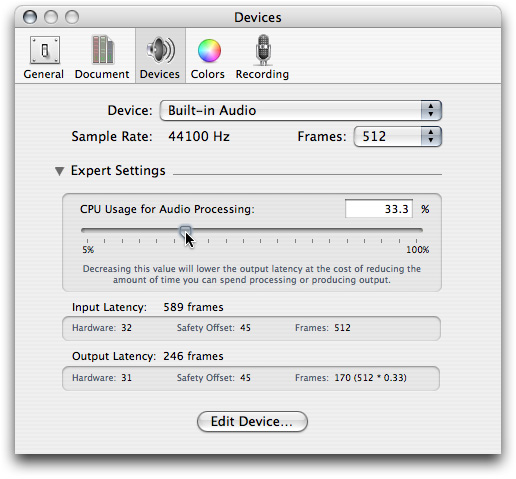 Devices
General Document Devices Colors Recording
Device: Built-in Audio
Sample Rate: 44100 Hz Frames: 512
Expert Settings
CPU Usage for Audio Processing: 33.3 %
5% 100%
Decreasing this value will lower the output latency at the cost of reducing the
amount of time you can spend processing or producing output.
Input Latency: 589 frames
Hardware: 32 Safety Offset: 45 Frames: 512
Output Latency: 246 frames
Hardware: 31 Safety Offset: 45 Frames: 170 (512 * 0.33)
Edit Device...